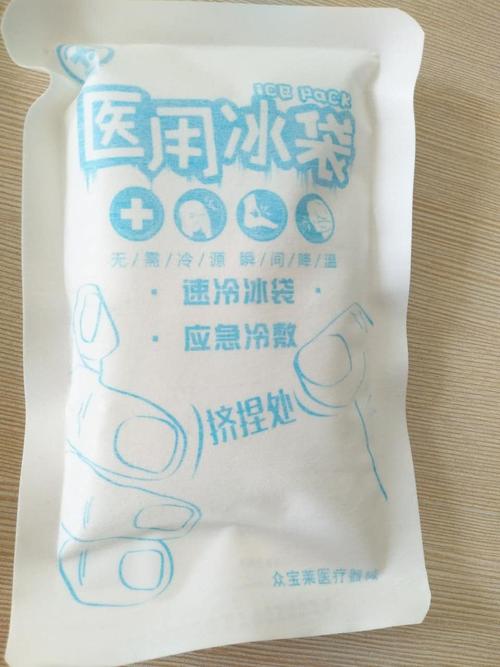 ICE Pack
医用冰袋
无/需/冷/源 瞬/间/降/温
·速冷冰袋·
·应急冷敷
挤捏处
众宝莱医疗器械